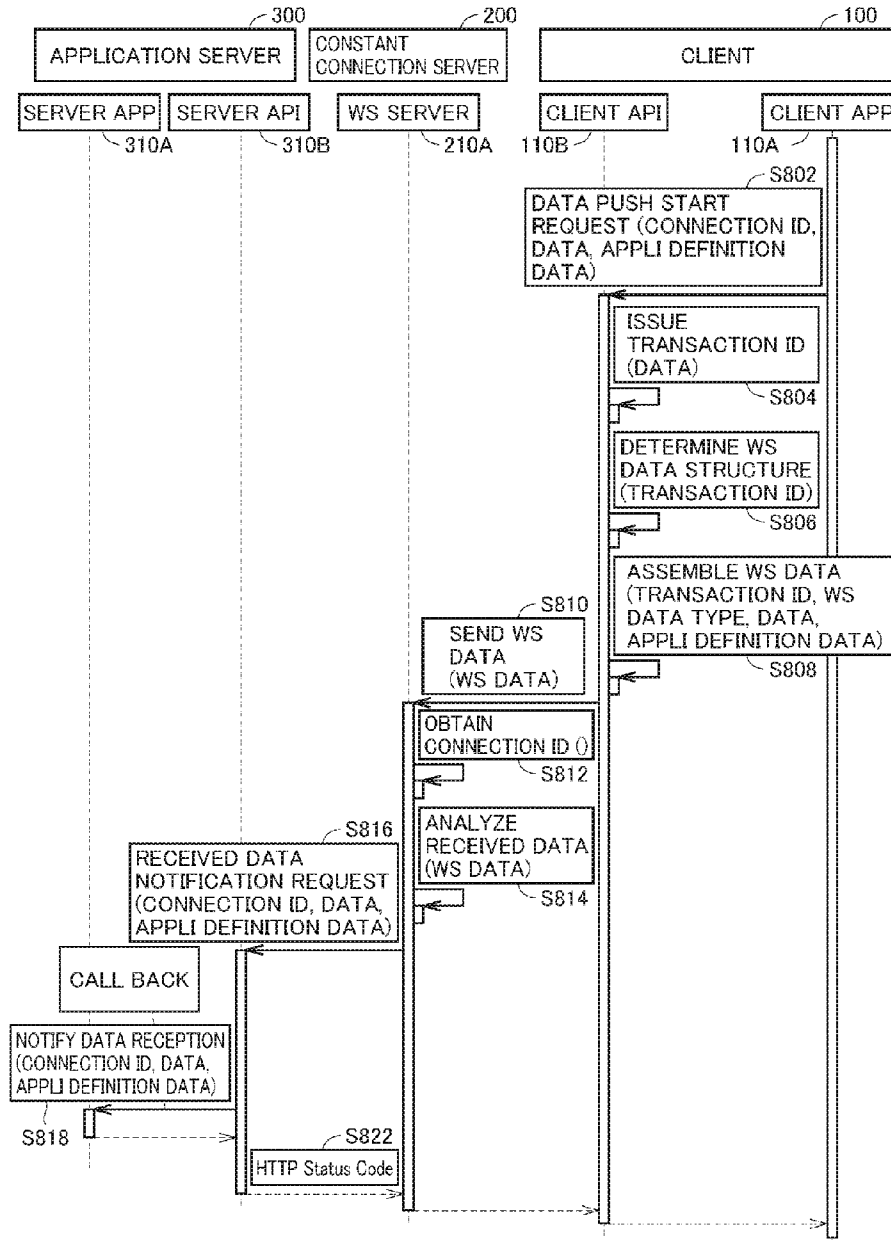 300
200
100
APPLICATION SERVER
CONSTANT
CONNECTION SERVER
CLIENT
SERVER APP
SERVER API
WS SERVER
CLIENT API
CLIENT APP
310A
310B
210A
110B
110A
S802
DATA PUSH START
REQUEST (CONNECTION ID,
DATA, APPLI DEFINITION
DATA)
ISSUE
TRANSACTION ID
(DATA)
S804
DETERMINE WS
DATA STRUCTURE
(TRANSACTION ID)
S806
ASSEMBLE WS DATA
(TRANSACTION ID, WS
DATA TYPE, DATA,
APPLI DEFINITION DATA)
S808
S810
SEND WS
DATA
(WS DATA)
OBTAIN
CONNECTION ID ()
S812
ANALYZE
RECEIVED DATA
(WS DATA)
S814
S816
RECEIVED DATA
NOTIFICATION REQUEST
(CONNECTION ID, DATA,
APPLI DEFINITION DATA)
CALL BACK
NOTIFY DATA RECEPTION
(CONNECTION ID, DATA,
APPLI DEFINITION DATA)
S818
S822
HTTP Status Code